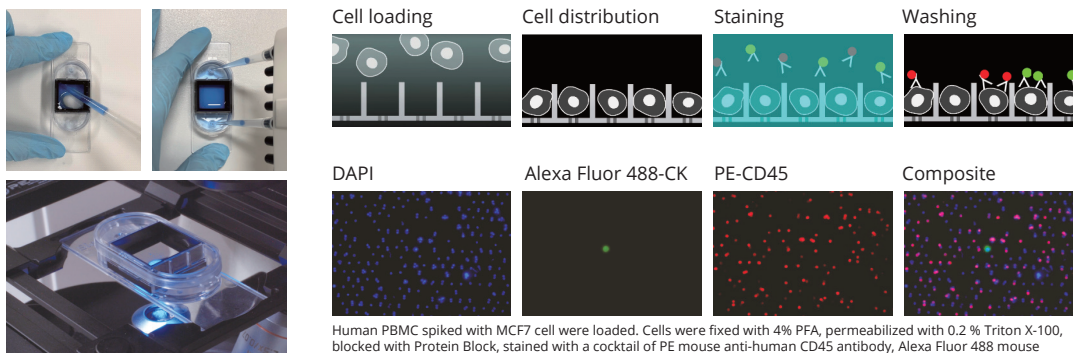 Cell loading
Cell distribution
Staining
Washing
DAPI
Alexa Fluor 488-CK
PE-CD45
Composite
Human PBMC spiked with MCF7 cell were loaded. Cells were fixed with 4% PFA, permeabilized with 0.2 % Triton X-100,
blocked with Protein Block, stained with a cocktail of PE mouse anti-human CD45 antibody, Alexa Fluor 488 mouse